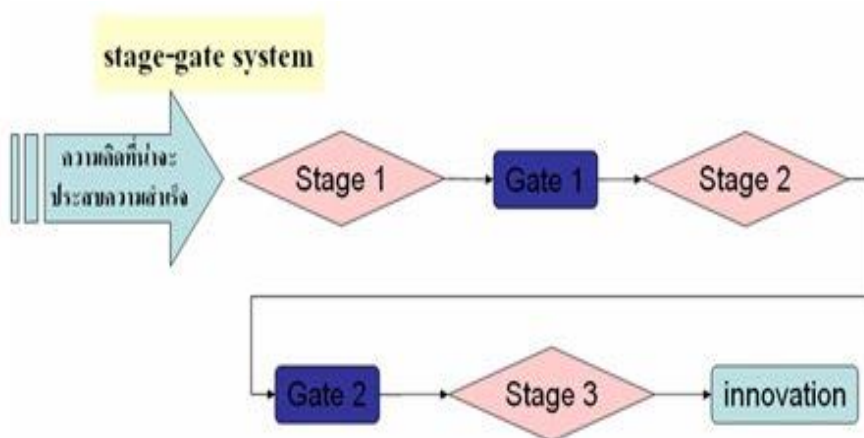 stage-gate system
ความคิดที่น่าจะ
ประสบความสำเร็จ
Stage 1
Gate 1
Stage 2
Gate 2
Stage 3
innovation